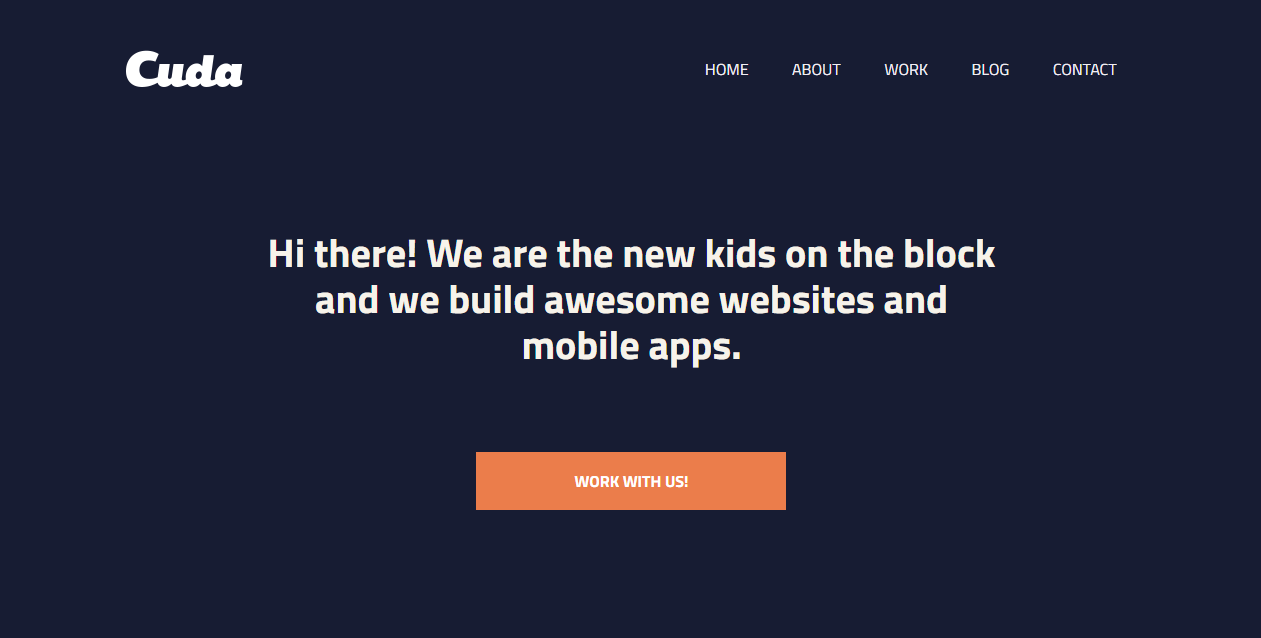 Cuda
HOME ABOUT WORK BLOG CONTACT
Hi there! We are the new kids on the block
and we build awesome websites and
mobile apps.
WORK WITH US!